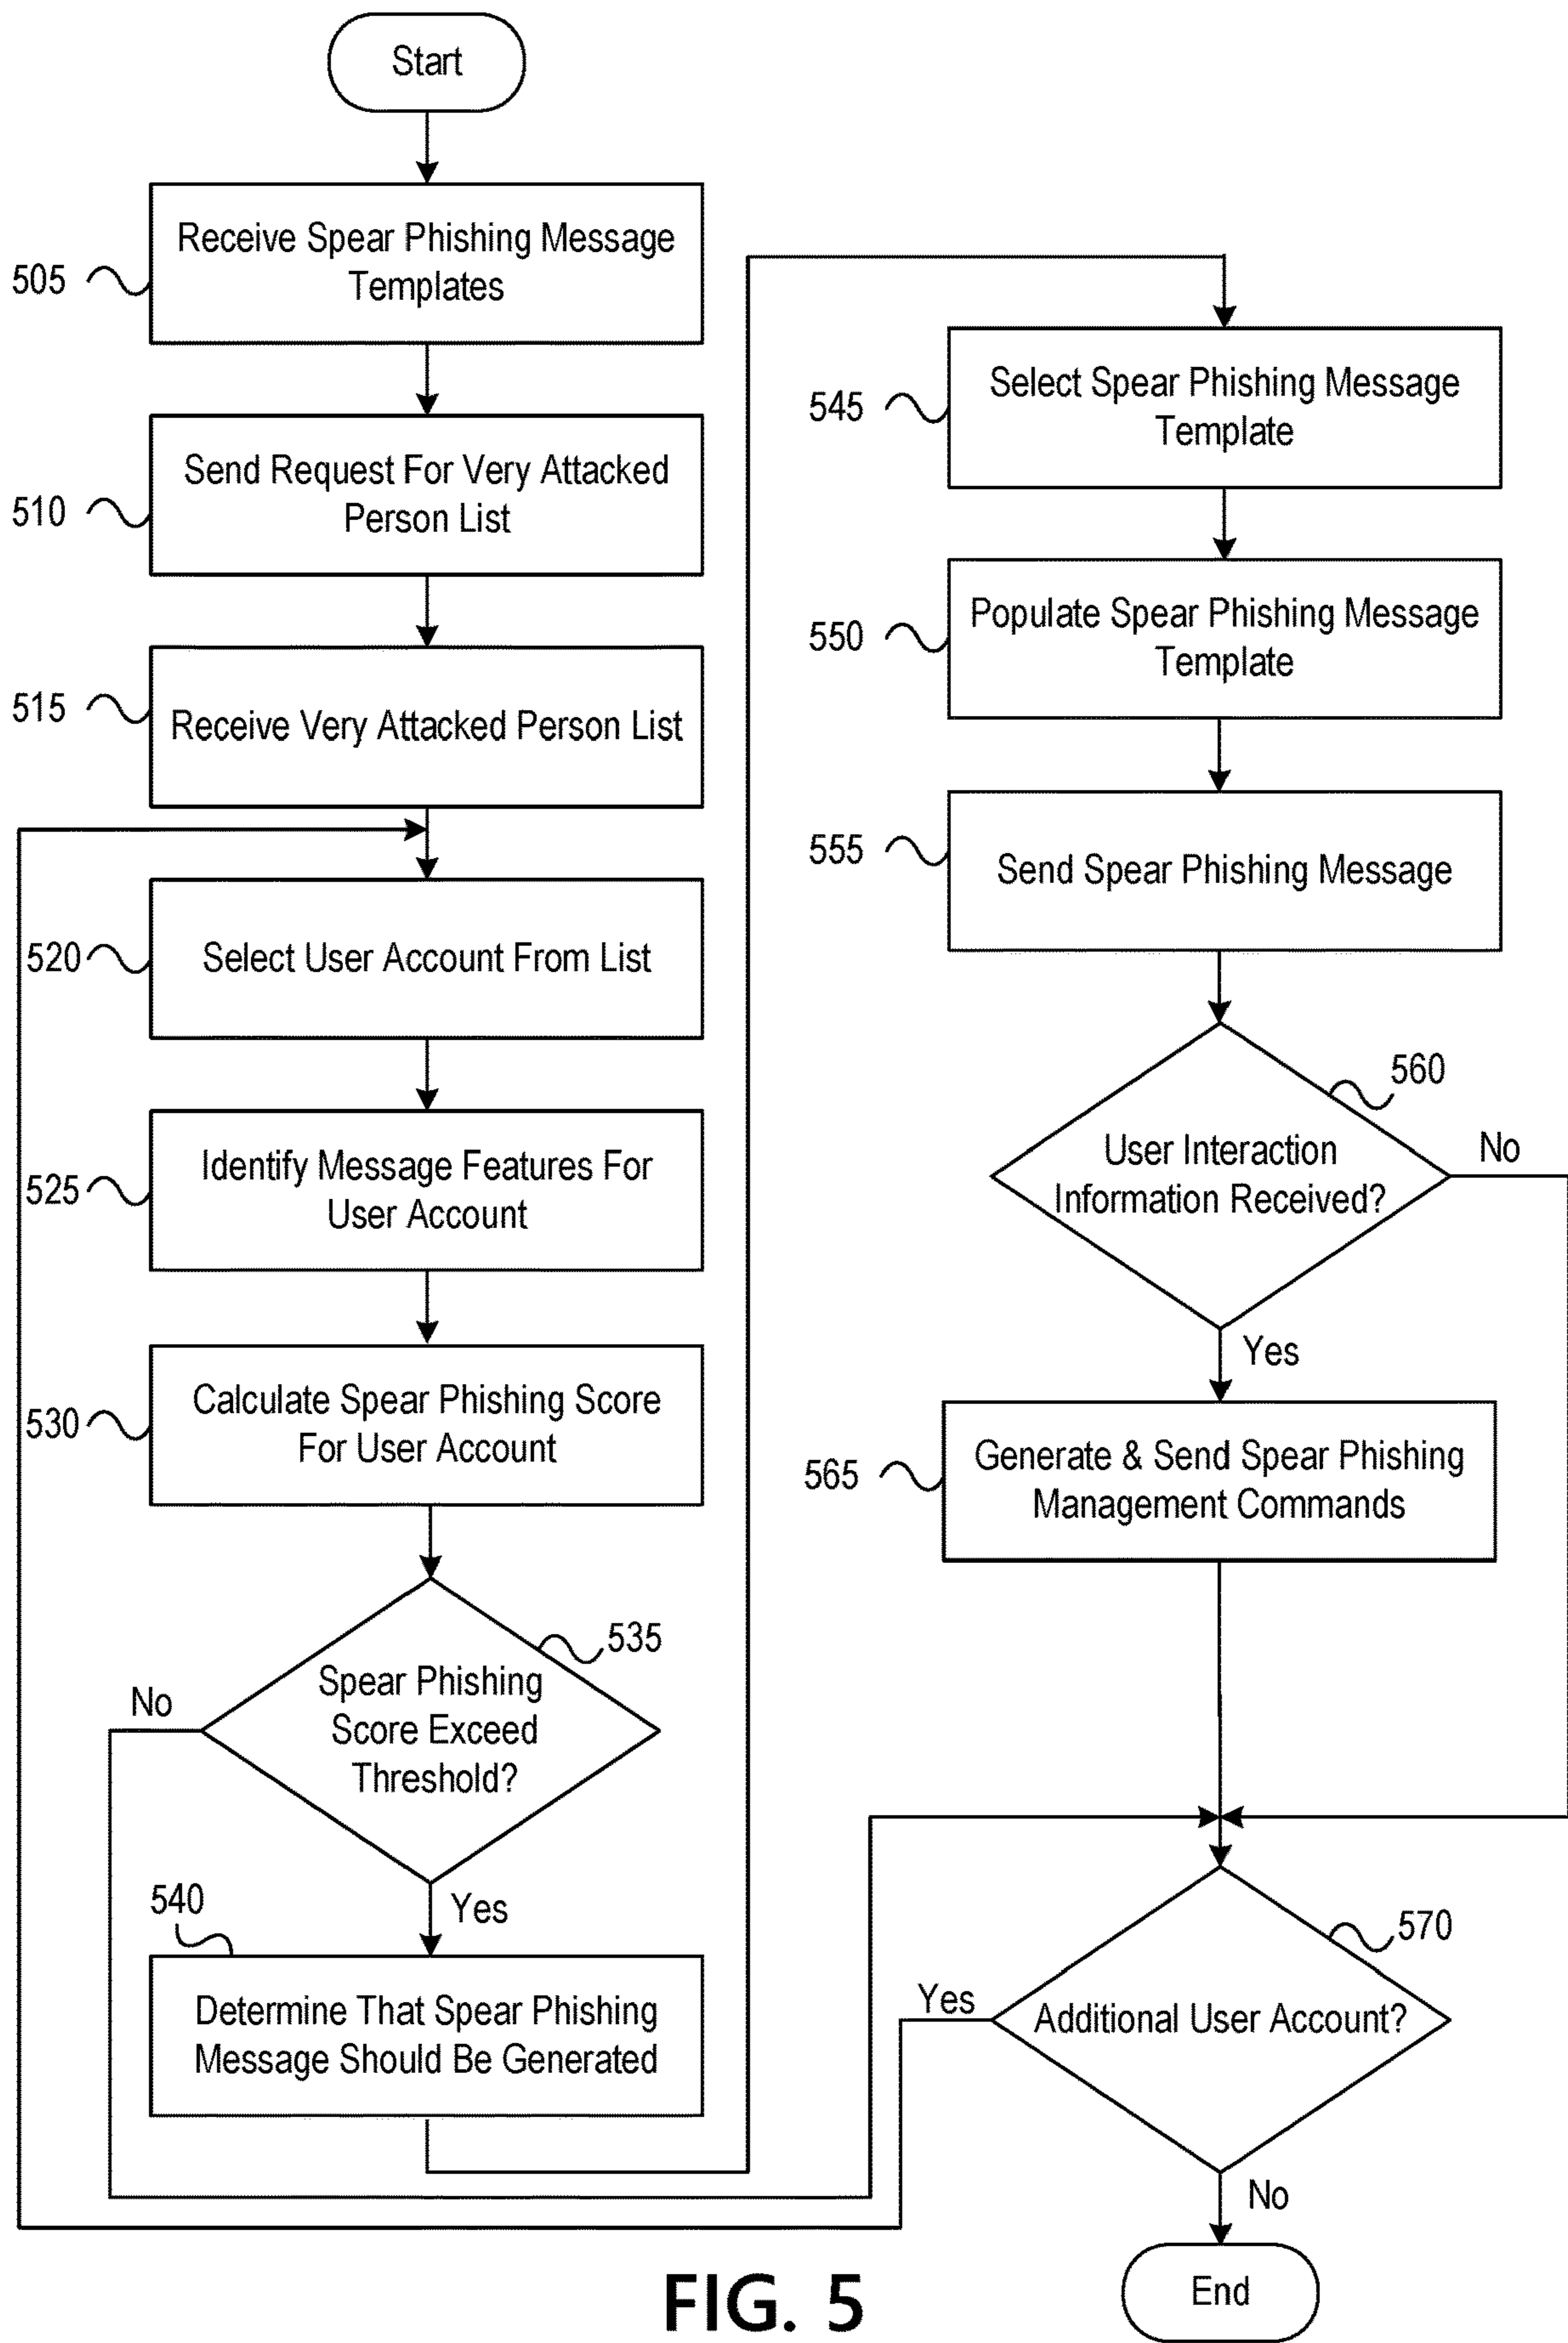 Start
Receive Spear Phishing Message
Templates
505
Send Request For Very Attacked
Person List
510
Receive Very Attacked Person List
515
Select User Account From List
520
Identify Message Features For
User Account
525
Calculate Spear Phishing Score
For User Account
530
Spear Phishing
Score Exceed
Threshold?
535
No
Yes
540
Determine That Spear Phishing
Message Should Be Generated
Select Spear Phishing Message
Template
545
Populate Spear Phishing Message
Template
550
Send Spear Phishing Message
555
User Interaction
Information Received?
560
No
Yes
Generate & Send Spear Phishing
Management Commands
565
Additional User Account?
570
Yes
No
End
FIG. 5